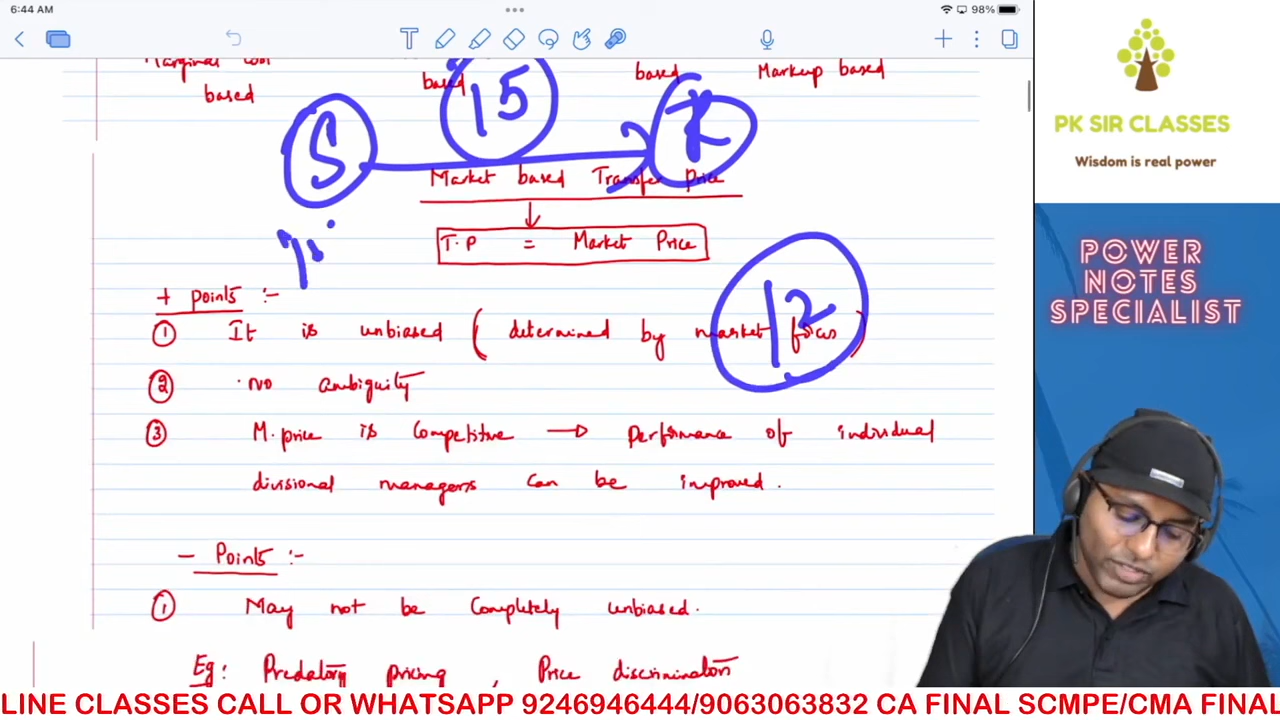 6:44 AM
98%
Marginal cost
based
based
based
Markup based
S
15
R
Market based Transfer Price
T.P = Market Price
12
+ points :-
① It is unbiased ( determined by market focus )
② no ambiguity
③ M.price is Competitive → Performance of individual
divisional managers can be improved.
- Points :-
① May not be Completely unbiased.
Eg: Predatory pricing , Price discrimination
PK SIR CLASSES
Wisdom is real power
POWER
NOTES
SPECIALIST
LINE CLASSES CALL OR WHATSAPP 9246946444/9063063832 CA FINAL SCMPE/CMA FINAL